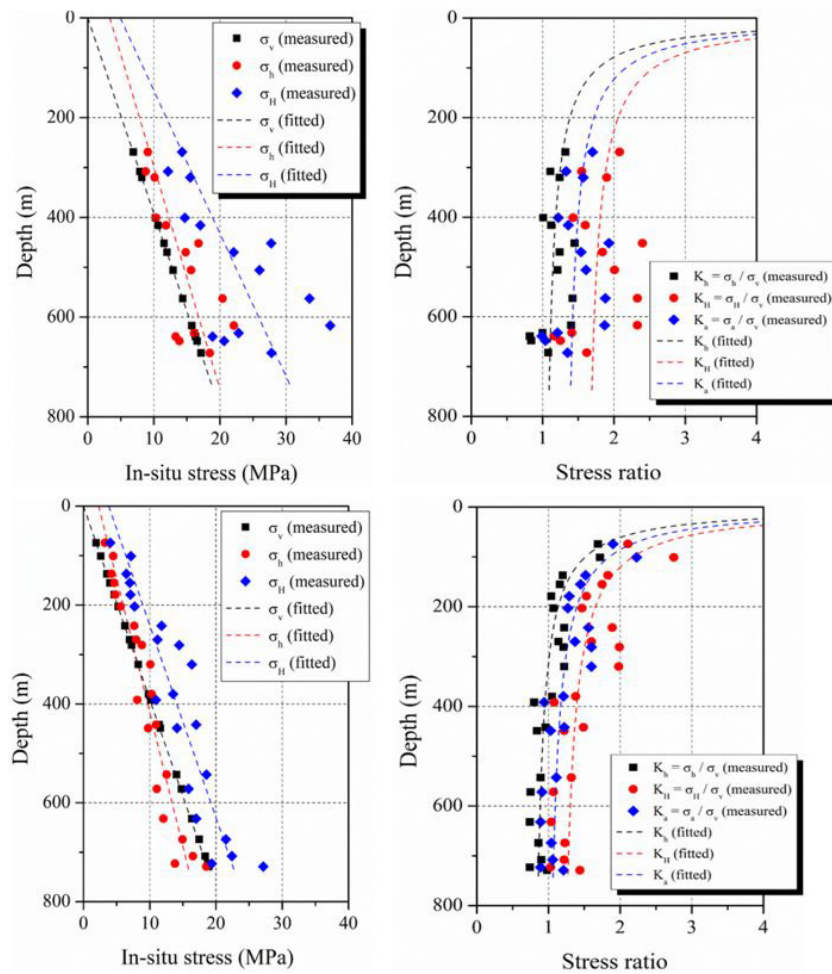 0
200
400
600
800
Depth (m)
σv (measured)
σh (measured)
σH (measured)
σv (fitted)
σh (fitted)
σH (fitted)
0 10 20 30 40
In-situ stress (MPa)
0
200
400
600
800
Depth (m)
Kh = σh / σv (measured)
KH = σH / σv (measured)
Ka = σa / σv (measured)
Kh (fitted)
KH (fitted)
Ka (fitted)
0 1 2 3 4
Stress ratio
0
200
400
600
800
Depth (m)
σv (measured)
σh (measured)
σH (measured)
σv (fitted)
σh (fitted)
σH (fitted)
0 10 20 30 40
In-situ stress (MPa)
0
200
400
600
800
Depth (m)
Kh = σh / σv (measured)
KH = σH / σv (measured)
Ka = σa / σv (measured)
Kh (fitted)
KH (fitted)
Ka (fitted)
0 1 2 3 4
Stress ratio